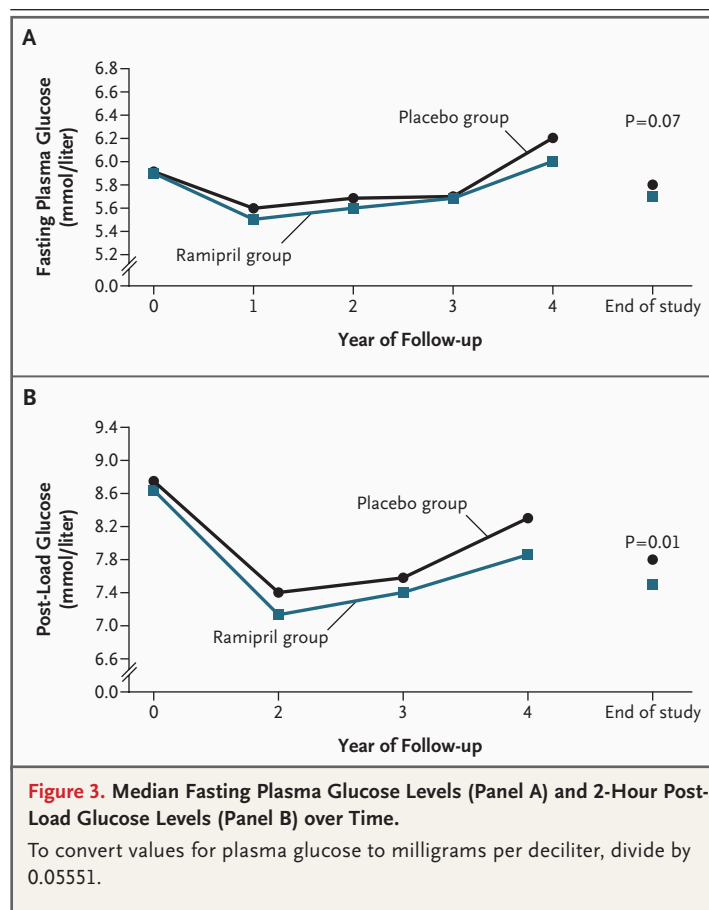 A
Fasting Plasma Glucose
(mmol/liter)
6.8
6.6
6.4
6.2
6.0
5.8
5.6
5.4
5.2
0.0
Placebo group
P=0.07
Ramipril group
0 1 2 3 4 End of study
Year of Follow-up
B
Post-Load Glucose
(mmol/liter)
9.4
9.0
8.6
8.2
7.8
7.4
7.0
6.6
0.0
Placebo group
P=0.01
Ramipril group
0 2 3 4 End of study
Year of Follow-up
Figure 3. Median Fasting Plasma Glucose Levels (Panel A) and 2-Hour Post-
Load Glucose Levels (Panel B) over Time.
To convert values for plasma glucose to milligrams per deciliter, divide by
0.05551.